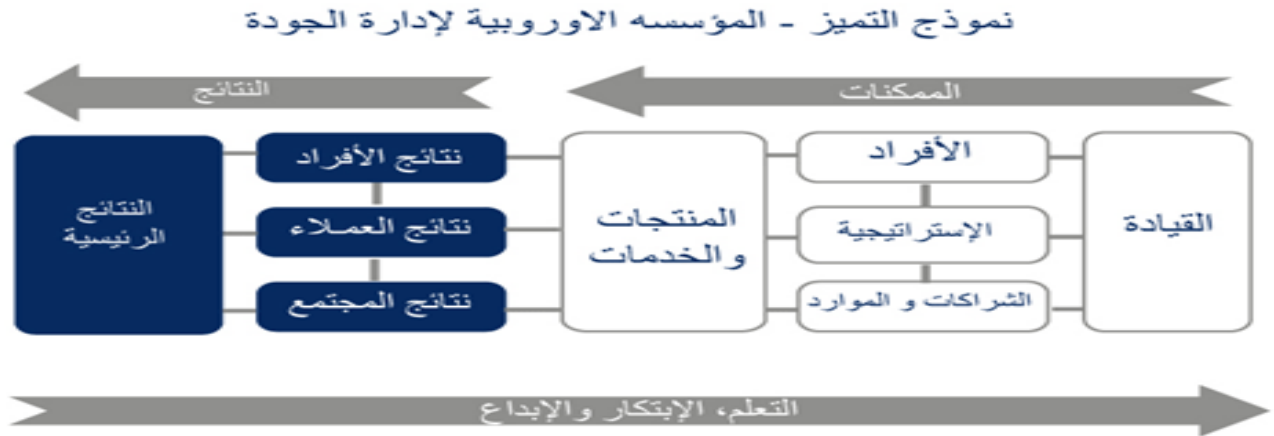 نموذج التميز - المؤسسه الاوروبية لإدارة الجودة
الممكنات
النتائج
القيادة
الأفراد
الإستراتيجية
الشراكات و الموارد
المنتجات
والخدمات
نتائج الأفراد
نتائج العملاء
نتائج المجتمع
النتائج
الرئيسية
التعلم، الإبتكار والإبداع